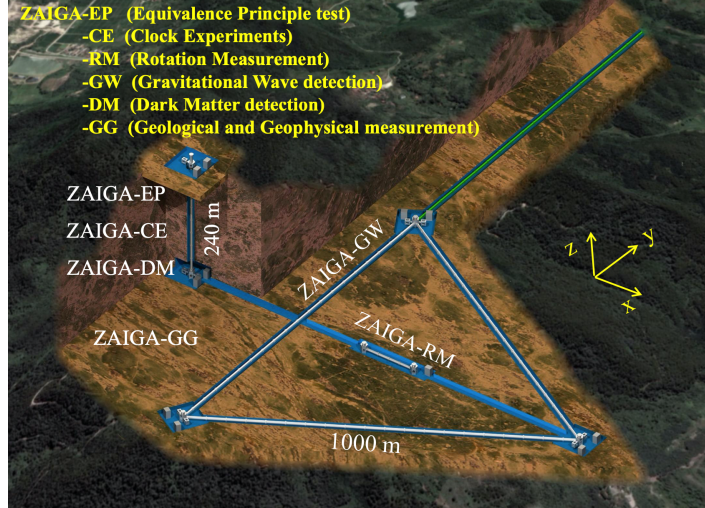 ZAIGA-EP (Equivalence Principle test)
-CE (Clock Experiments)
-RM (Rotation Measurement)
-GW (Gravitational Wave detection)
-DM (Dark Matter detection)
-GG (Geological and Geophysical measurement)
ZAIGA-EP
ZAIGA-CE
ZAIGA-DM
240 m
ZAIGA-GW
ZAIGA-GG
ZAIGA-RM
1000 m
z
y
x